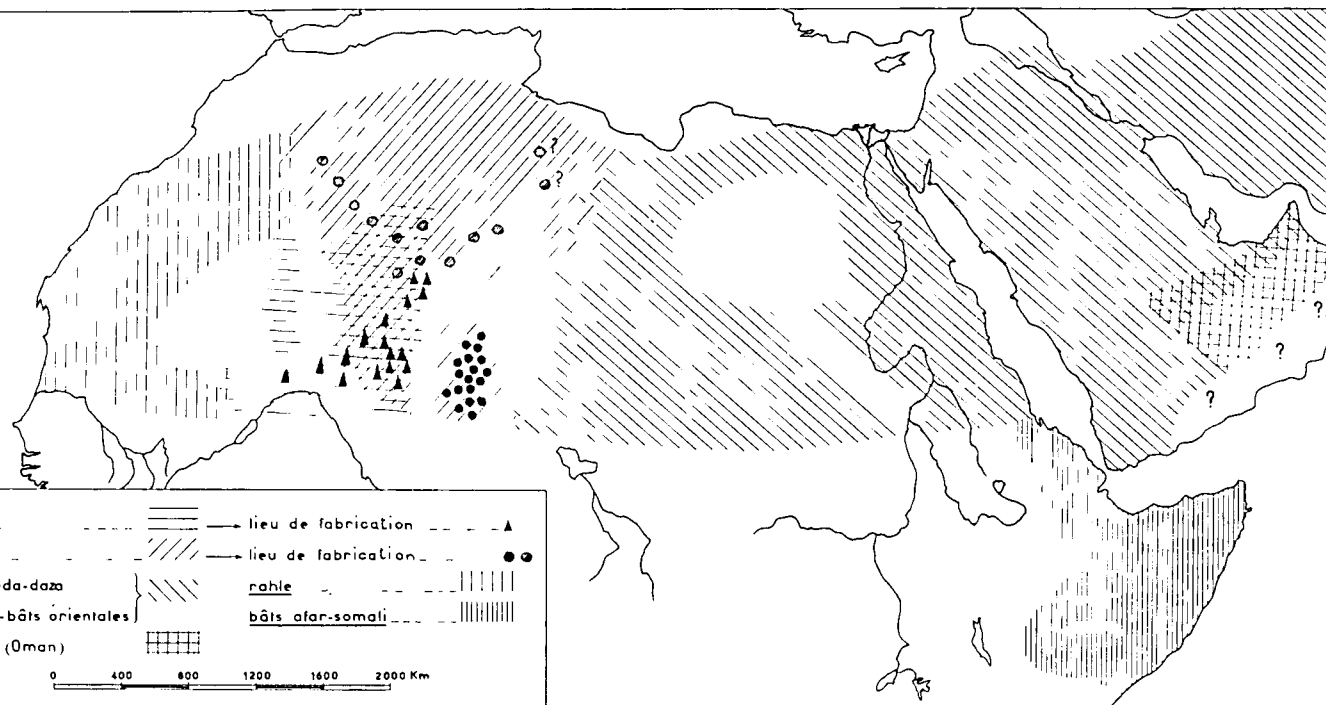 ?
?
?
?
?
lieu de fabrication
lieu de fabrication
da-daza
rahle
-bâts orientales
bâts afar-somali
(Oman)
0 400 800 1200 1600 2000 Km